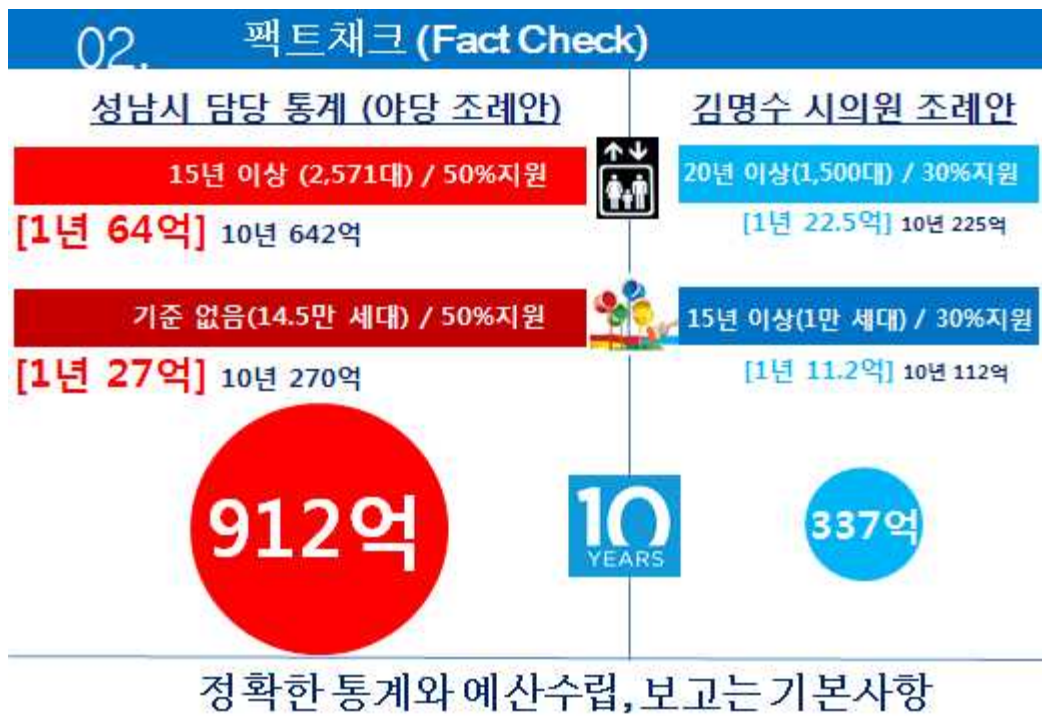 02. 팩트체크 (Fact Check)
성남시 담당 통계 (야당 조례안)
김명수 시의원 조례안
15년 이상 (2,571대) / 50%지원
20년 이상(1,500대) / 30%지원
[1년 64억] 10년 642억
[1년 22.5억] 10년 225억
기준 없음(14.5만 세대) / 50%지원
15년 이상(1만 세대) / 30%지원
[1년 27억] 10년 270억
[1년 11.2억] 10년 112억
912억
10
YEARS
337억
정확한 통계와 예산수립, 보고는 기본사항